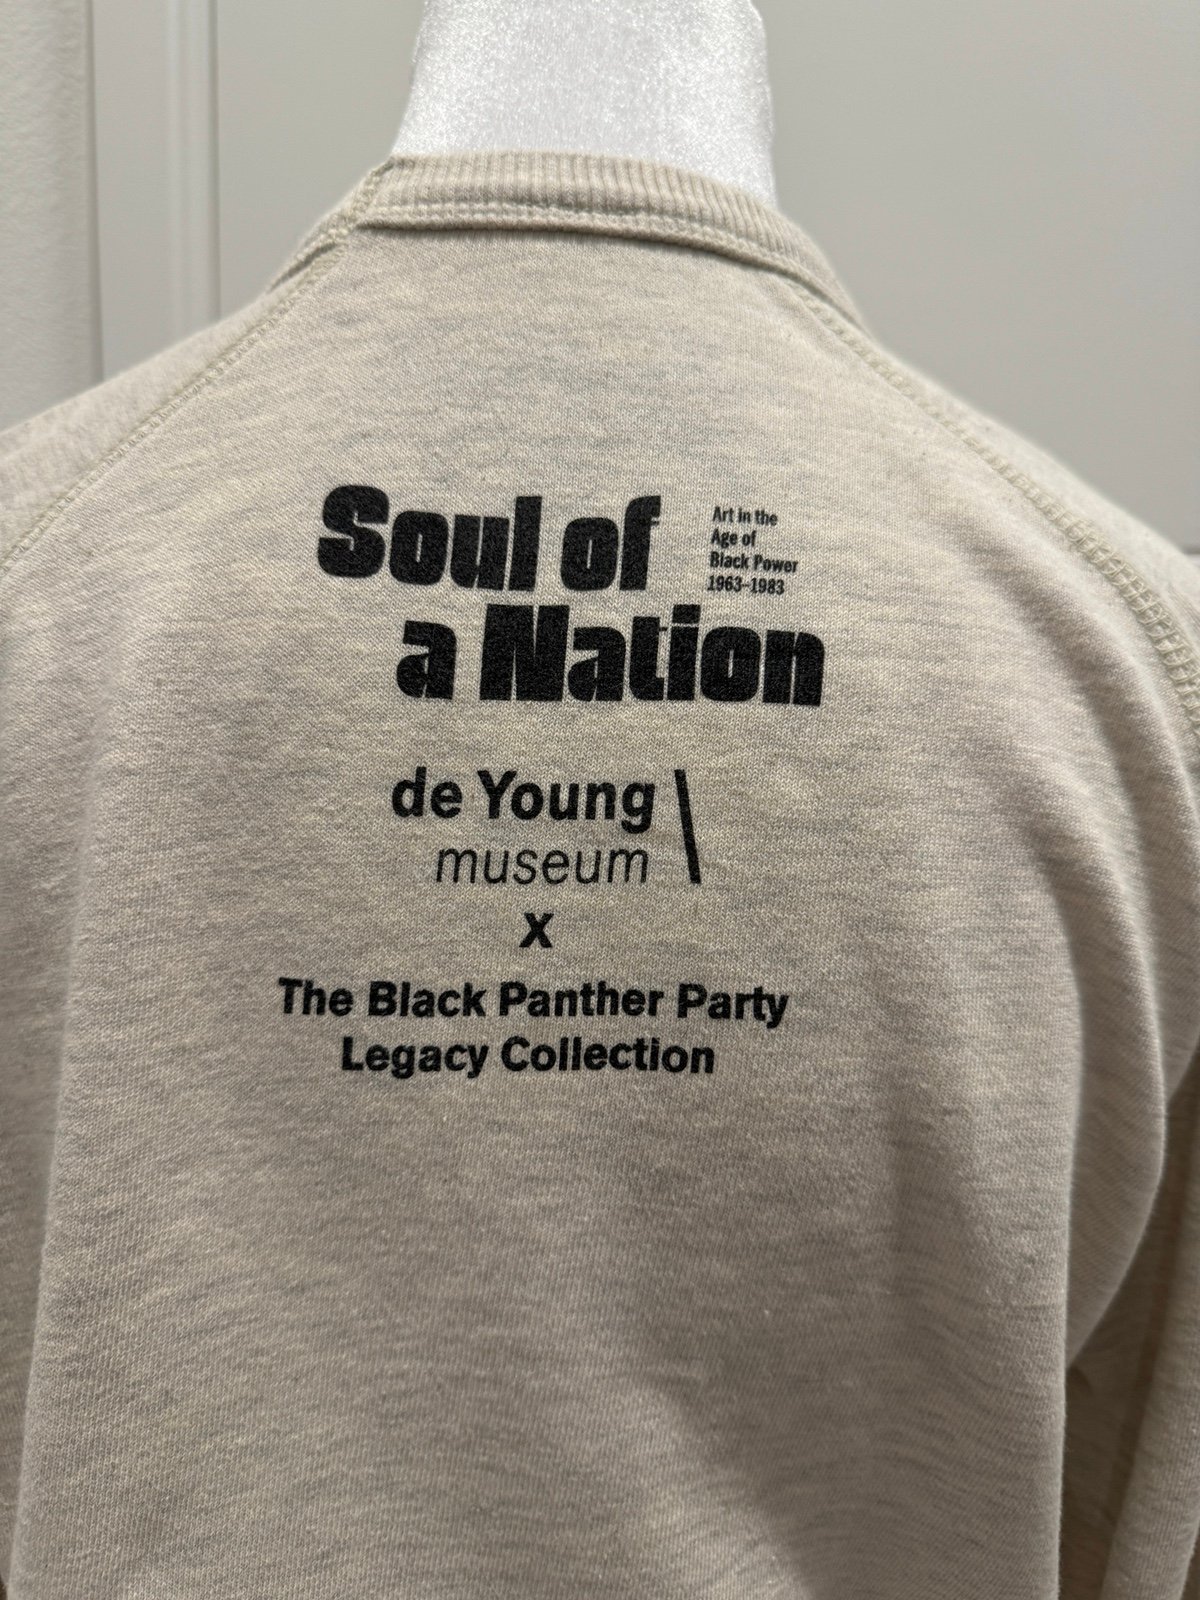 Soul of
a Nation
Art in the
Age of
Black Power
1963–1983
de Young
museum
x
The Black Panther Party
Legacy Collection